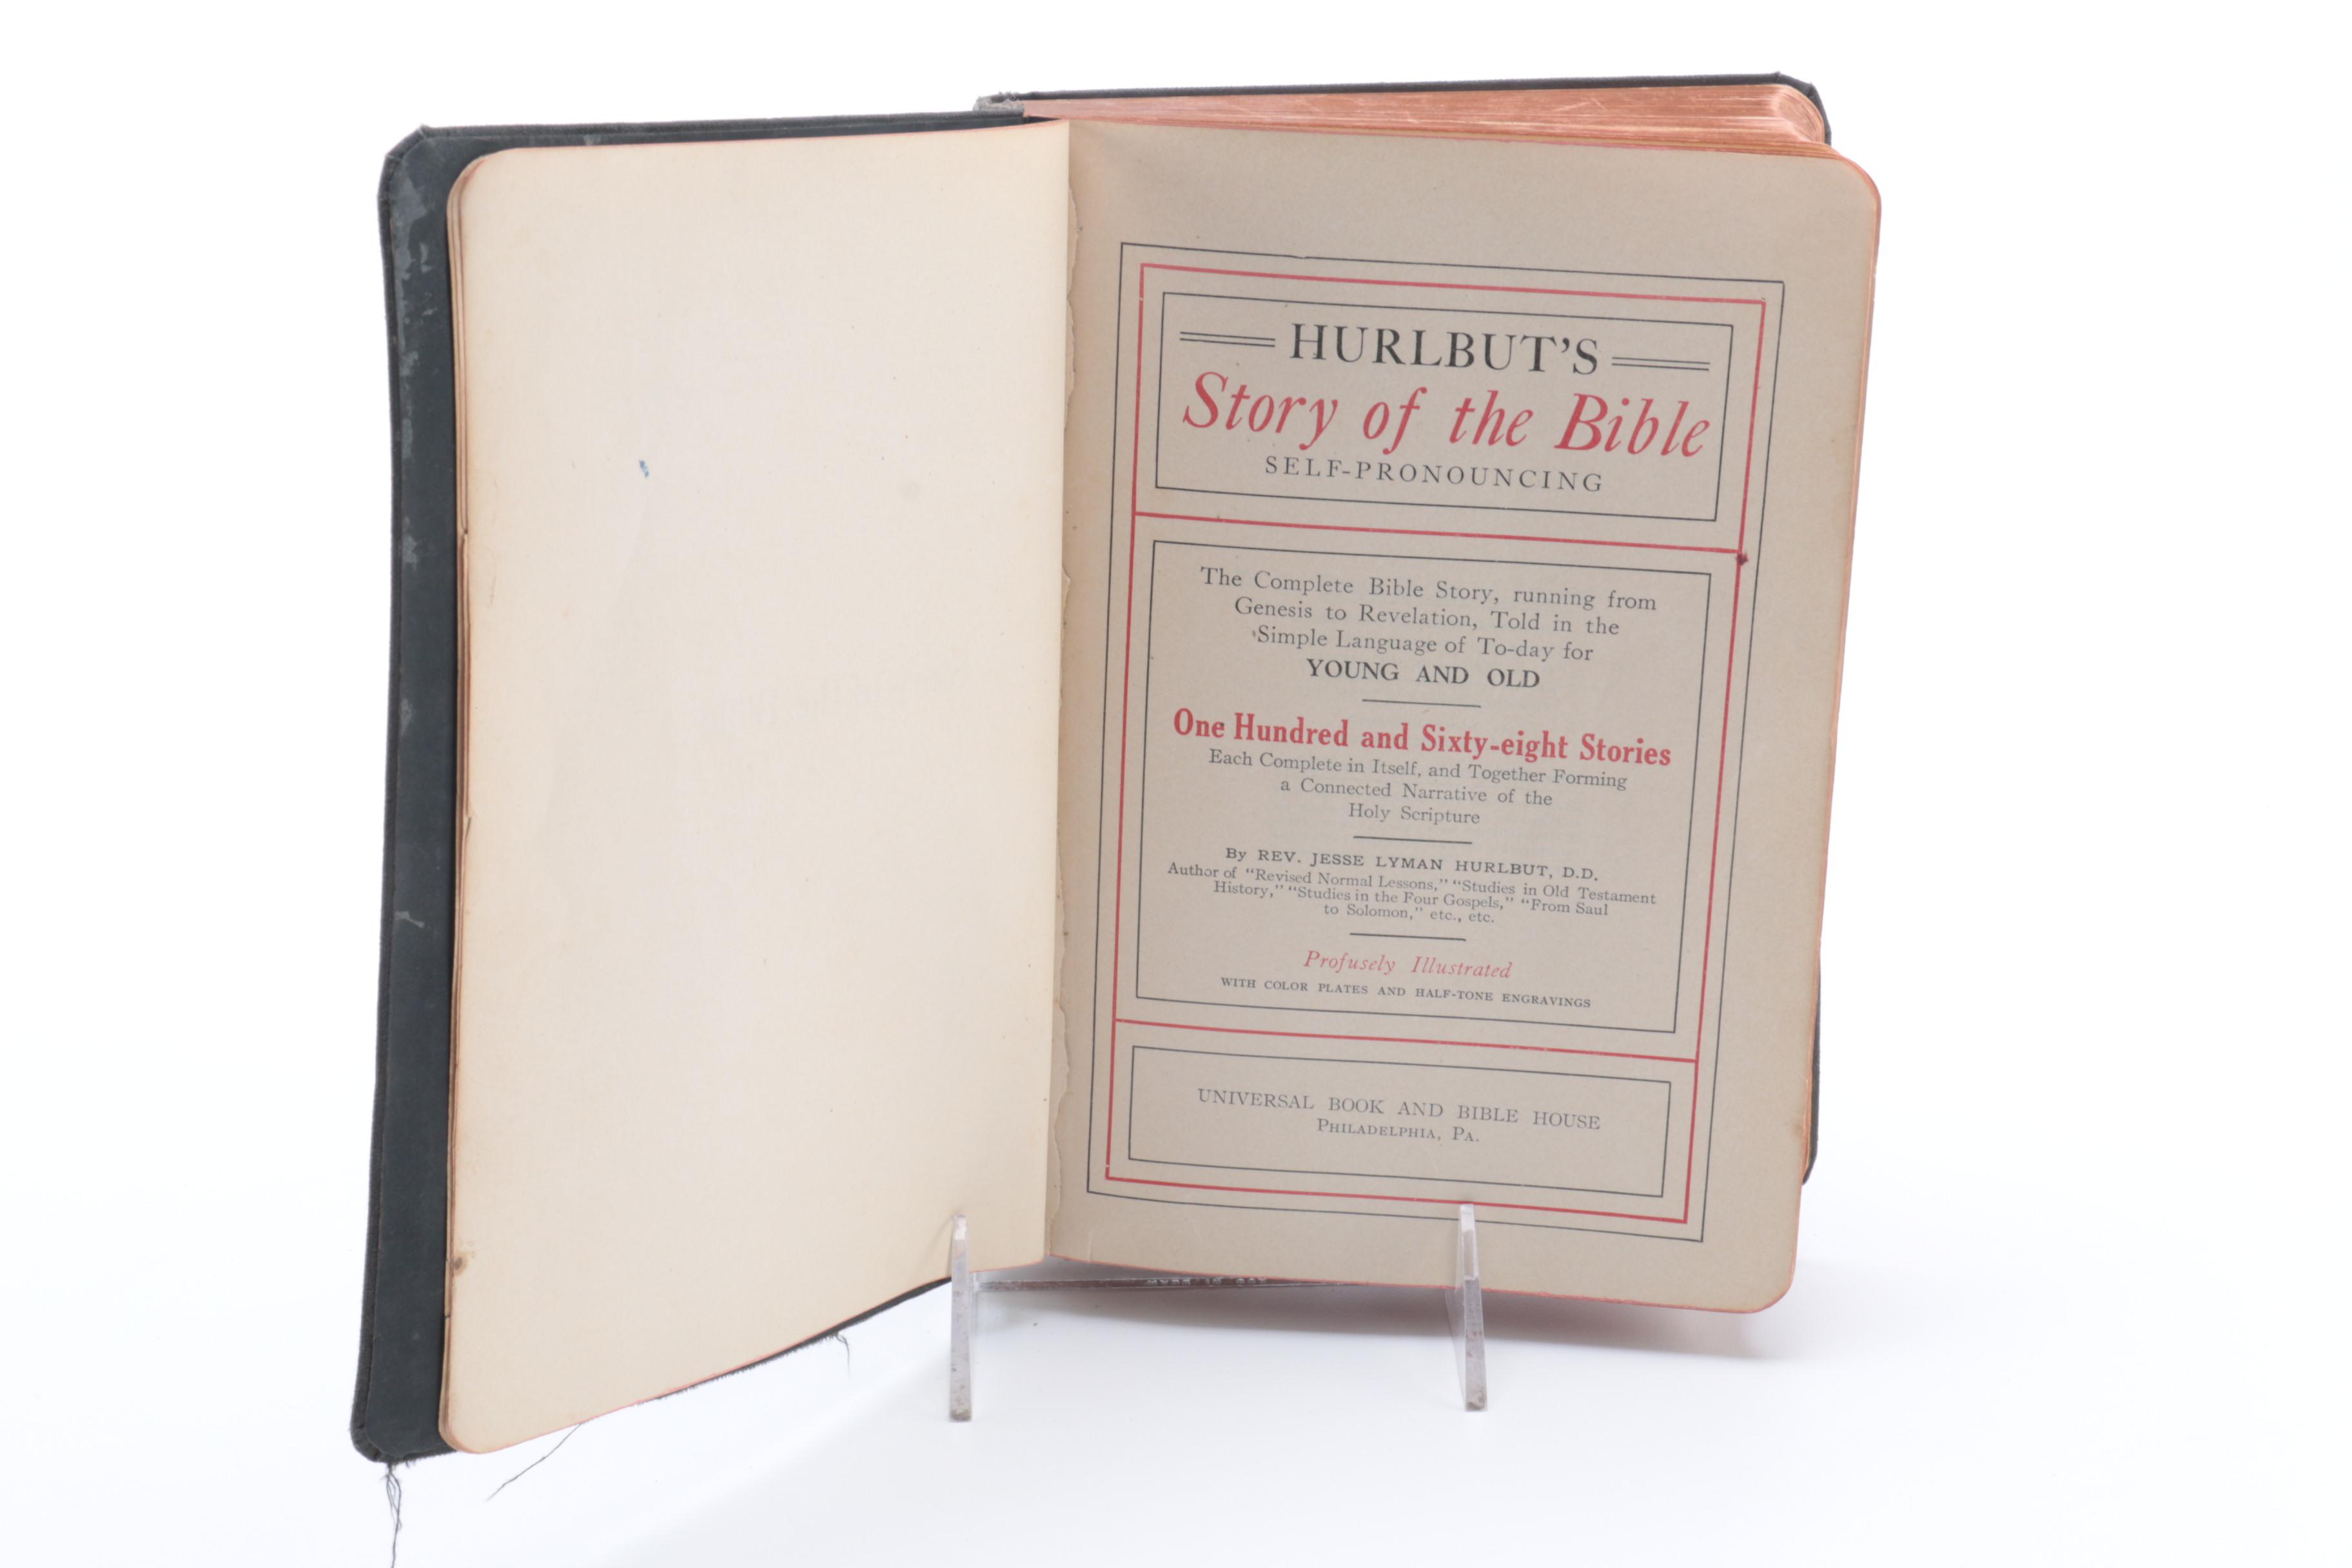 HURLBUT'S
Story of the Bible
SELF-PRONOUNCING
The Complete Bible Story, running from
Genesis to Revelation, Told in the
Simple Language of To-day for
YOUNG AND OLD
One Hundred and Sixty-eight Stories
Each Complete in Itself, and Together Forming
a Connected Narrative of the
Holy Scripture
By REV. JESSE LYMAN HURLBUT, D.D.
Author of "Revised Normal Lessons," "Studies in Old Testament
History," "Studies in the Four Gospels," "From Saul
to Solomon," etc., etc.
Profusely Illustrated
WITH COLOR PLATES AND HALF-TONE ENGRAVINGS
UNIVERSAL BOOK AND BIBLE HOUSE
PHILADELPHIA, PA.